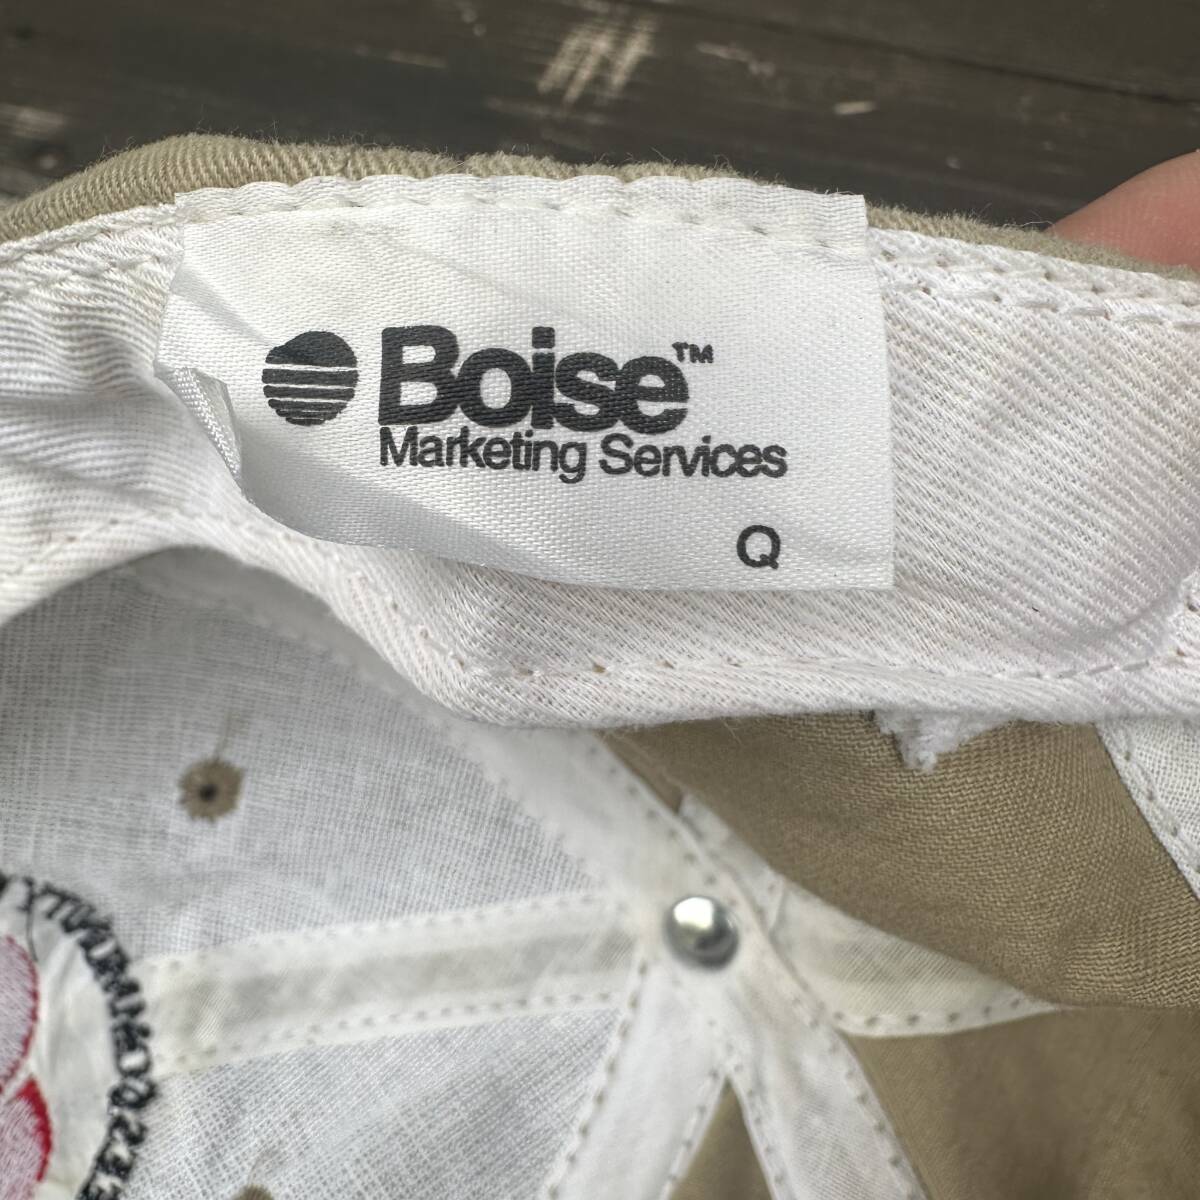 Boise™
Marketing Services
Q